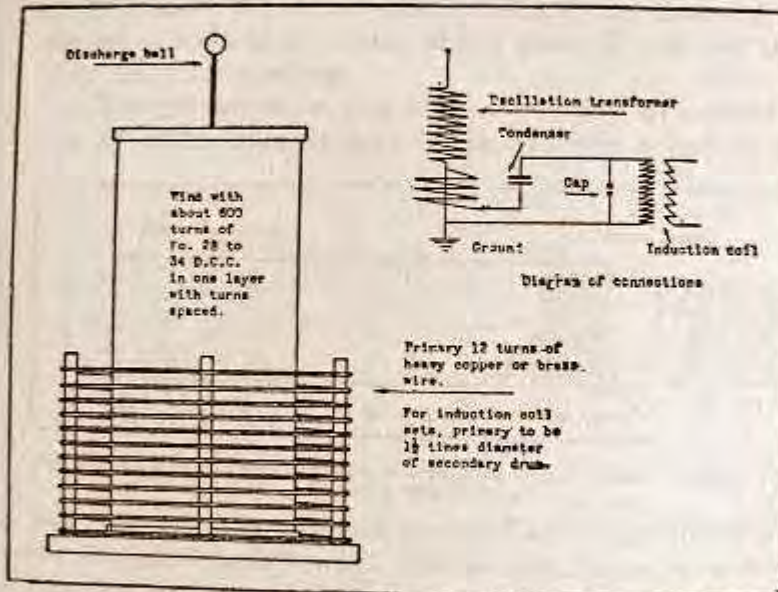 Discharge ball
Oscillation transformer
Condenser
Gap
Ground
Induction coil
Diagram of connections
Wind with
about 600
turns of
No. 28 to
34 D.C.C.
in one layer
with turns
spaced.
Primary 12 turns of
heavy copper or brass
wire.
For induction coil
sets, primary to be
1½ times diameter
of secondary drum